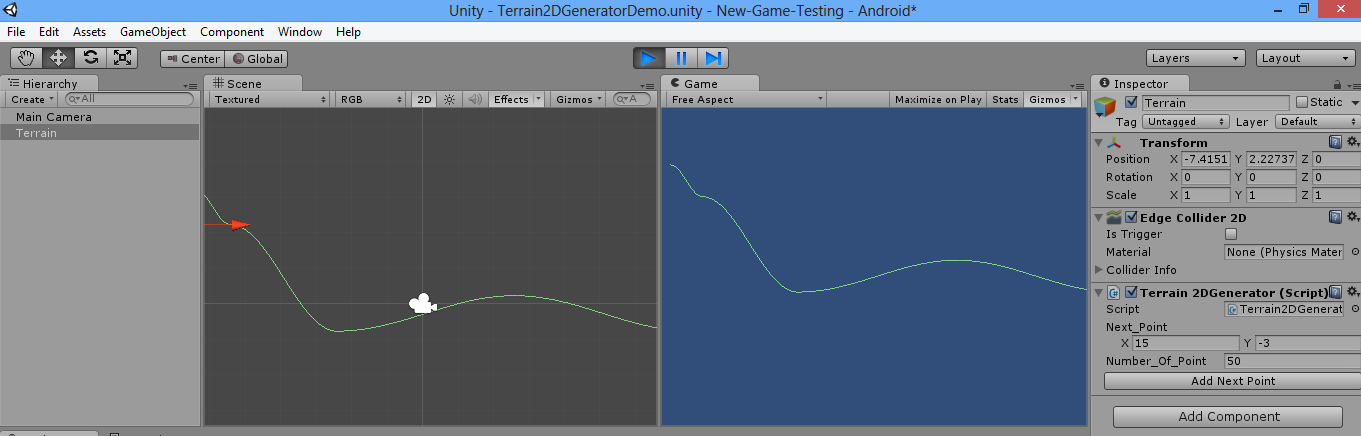 Unity - Terrain2DGeneratorDemo.unity - New-Game-Testing - Android*
File Edit Assets GameObject Component Window Help
Center Global Layers Layout
Hierarchy Scene Game Inspector
Create All Textured RGB 2D Effects Gizmos A Free Aspect Maximize on Play Stats Gizmos Terrain Static
Main Camera
Terrain
Tag Untagged Layer Default
Transform
Position X -7.4151 Y 2.22737 Z 0
Rotation X 0 Y 0 Z 0
Scale X 1 Y 1 Z 1
Edge Collider 2D
Is Trigger
Material None (Physics Mater
Collider Info
Terrain 2DGenerator (Script)
Script Terrain2DGenerat
Next_Point
X 15 Y -3
Number_Of_Point 50
Add Next Point
Add Component